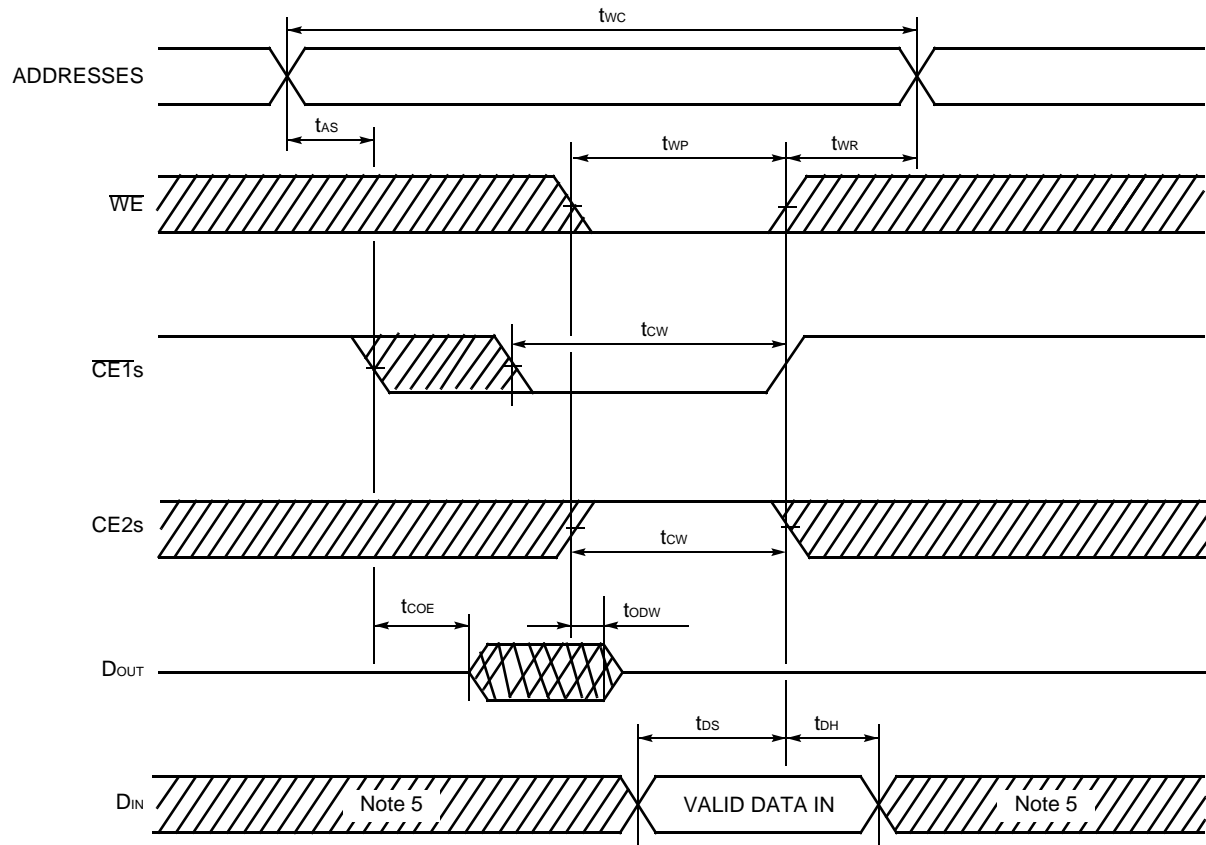 tWC
ADDRESSES
tAS
tWP
tWR
WE
tCW
CE1s
CE2s
tCW
tCOE
tODW
DOUT
tDS
tDH
DIN
Note 5
VALID DATA IN
Note 5